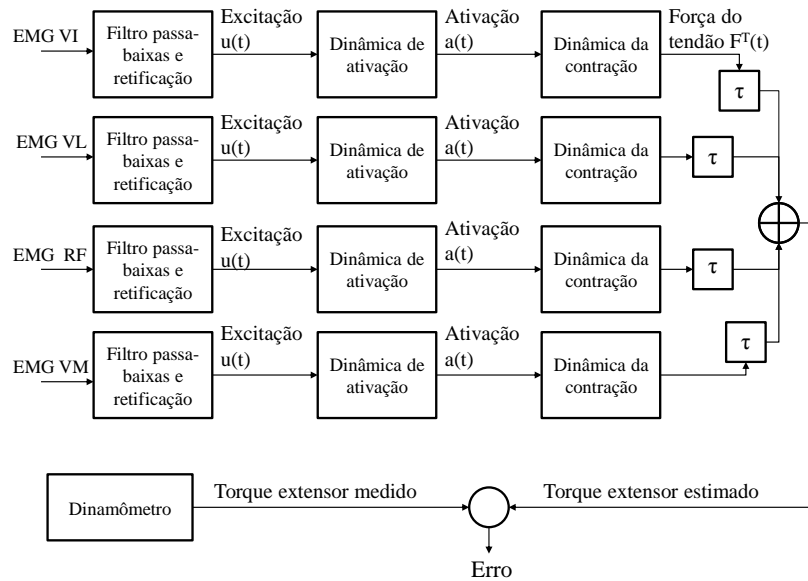 EMG VI
Filtro passa-
baixas e
retificação
Excitação
u(t)
Dinâmica de
ativação
Ativação
a(t)
Dinâmica da
contração
Força do
tendão F^T(t)
τ
EMG VL
Filtro passa-
baixas e
retificação
Excitação
u(t)
Dinâmica de
ativação
Ativação
a(t)
Dinâmica da
contração
τ
EMG RF
Filtro passa-
baixas e
retificação
Excitação
u(t)
Dinâmica de
ativação
Ativação
a(t)
Dinâmica da
contração
τ
EMG VM
Filtro passa-
baixas e
retificação
Excitação
u(t)
Dinâmica de
ativação
Ativação
a(t)
Dinâmica da
contração
τ
Dinamômetro
Torque extensor medido
Torque extensor estimado
Erro